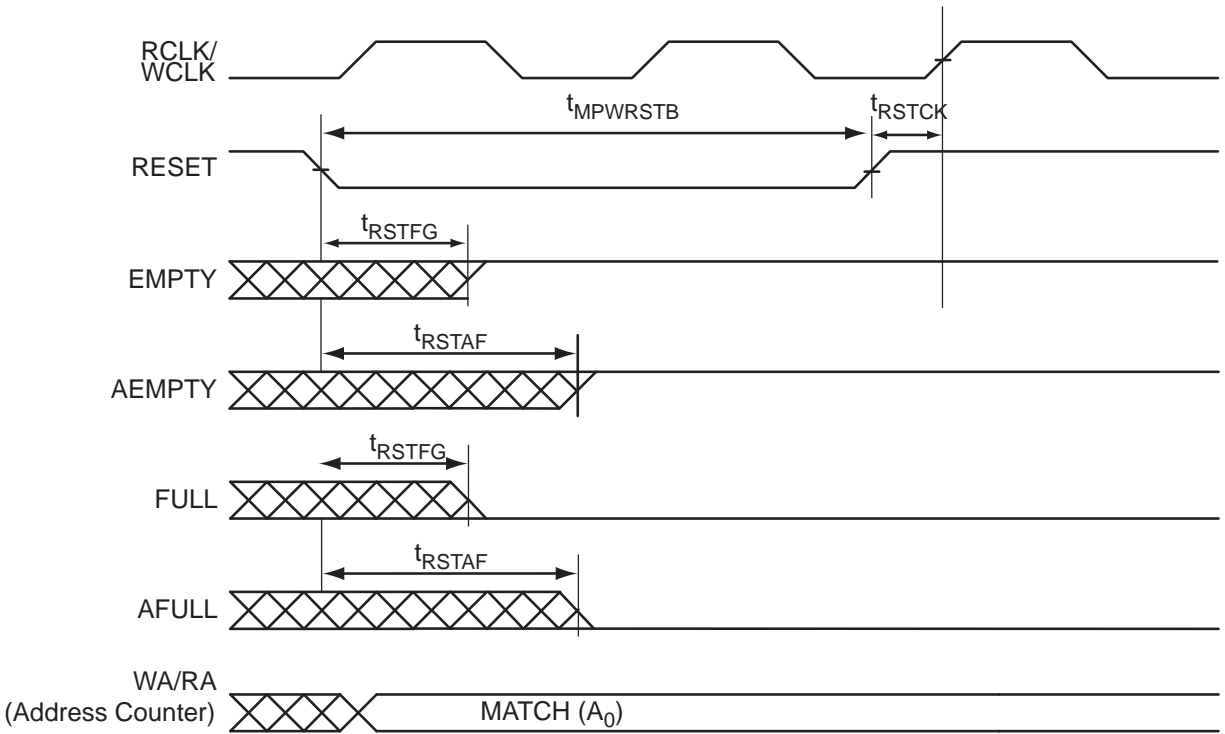 RCLK/
WCLK
tMPWRSTB
tRSTCK
RESET
tRSTFG
EMPTY
tRSTAF
AEMPTY
tRSTFG
FULL
tRSTAF
AFULL
WA/RA
(Address Counter)
MATCH (A0)